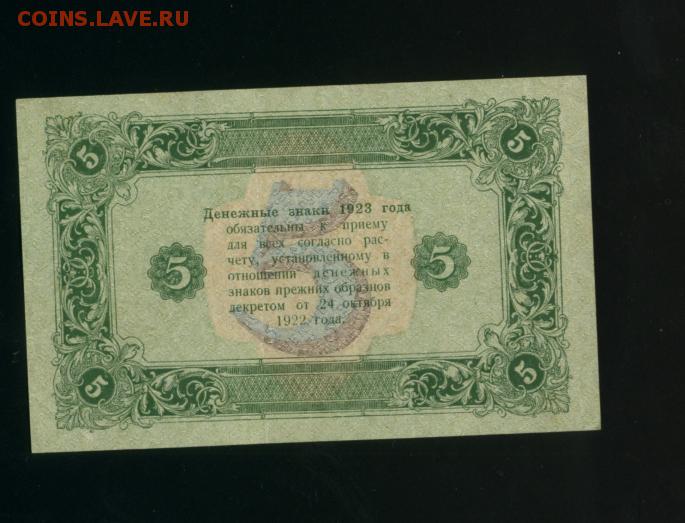 COINS.LAVE.RU
5 5
Денежные знаки 1923 года
обязательны к приему
для всех согласно рас-
чету, установленному в
отношении денежных
знаков прежних образцов
декретом от 24 октября
1922 года.
5 5
5 5